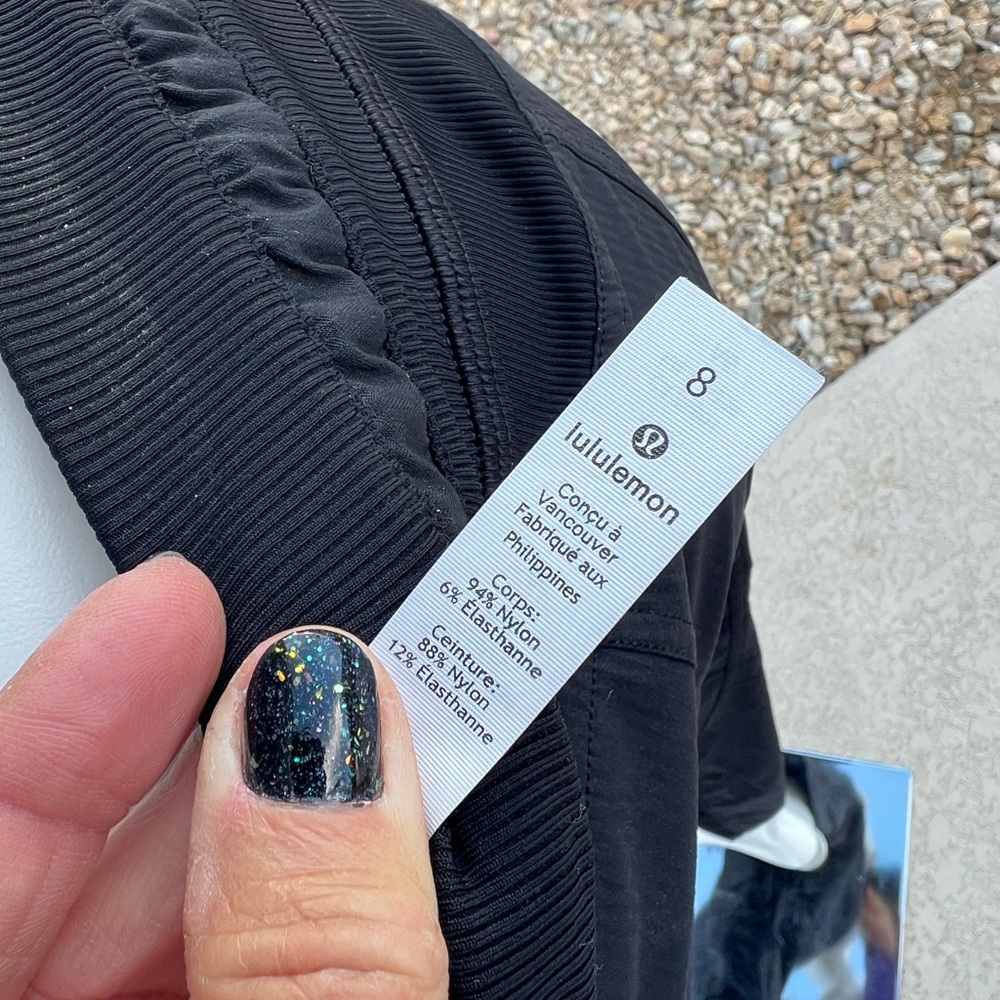 8
lululemon
Conçu à
Vancouver
Fabriqué aux
Philippines
Corps:
94% Nylon
6% Élasthanne
Ceinture:
88% Nylon
12% Élasthanne